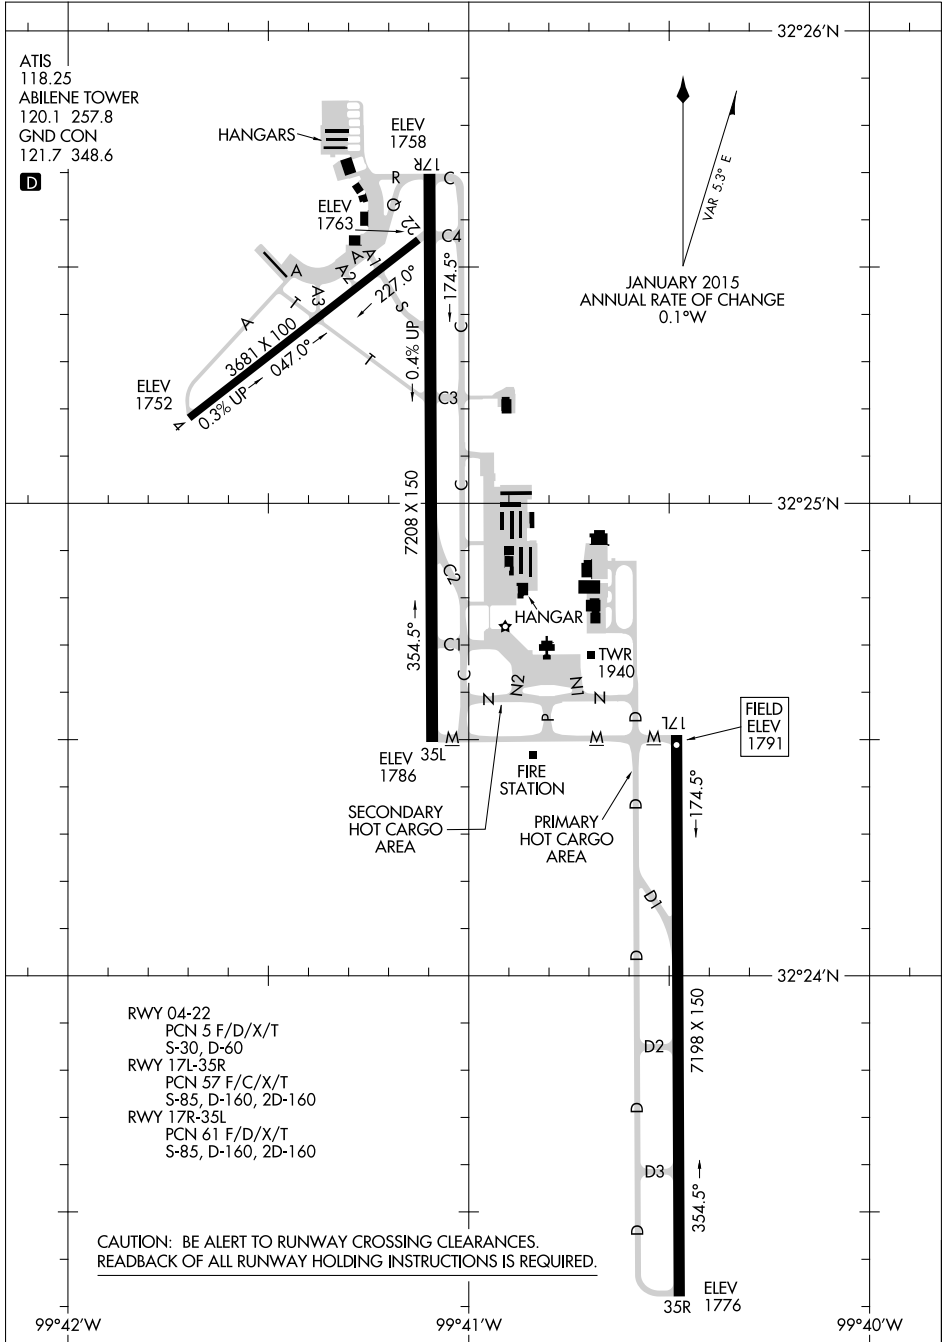 32°26'N
ATIS
118.25
ABILENE TOWER
120.1 257.8
GND CON
121.7 348.6
D
HANGARS
ELEV
1758
17R
R
C
Q
ELEV
1763
22
C4
VAR 5.3° E
JANUARY 2015
ANNUAL RATE OF CHANGE
0.1°W
A
A1
A
A2
A3
T
S
A
227.0°
174.5°
C
3681 X 100
047.0°
0.3% UP
T
0.4% UP
C3
ELEV
1752
4
C
32°25'N
7208 X 150
C2
354.5°
HANGAR
C1
TWR
1940
C
N
N2
N1
N
P
D
17L
FIELD
ELEV
1791
M
M
M
ELEV
1786
35L
FIRE
STATION
SECONDARY
HOT CARGO
AREA
PRIMARY
HOT CARGO
AREA
D
174.5°
D1
D
32°24'N
7198 X 150
D2
D
D3
354.5°
D
RWY 04-22
PCN 5 F/D/X/T
S-30, D-60
RWY 17L-35R
PCN 57 F/C/X/T
S-85, D-160, 2D-160
RWY 17R-35L
PCN 61 F/D/X/T
S-85, D-160, 2D-160
CAUTION: BE ALERT TO RUNWAY CROSSING CLEARANCES.
READBACK OF ALL RUNWAY HOLDING INSTRUCTIONS IS REQUIRED.
35R
ELEV
1776
99°42'W
99°41'W
99°40'W